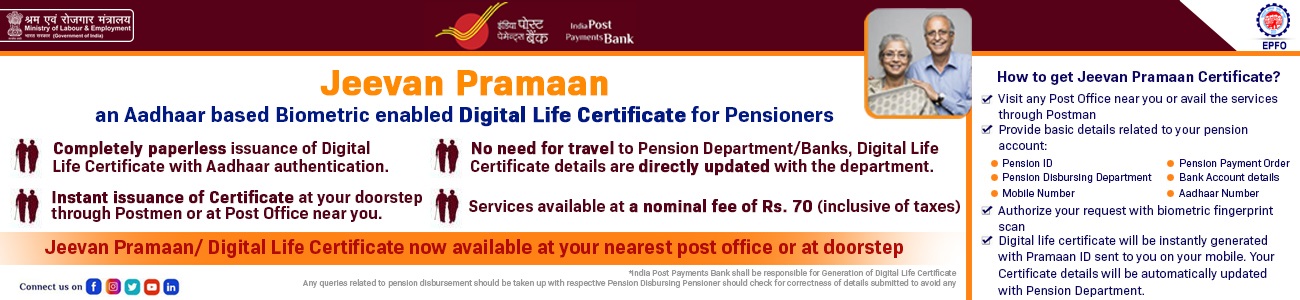 श्रम एवं रोजगार मंत्रालय
Ministry of Labour & Employment
भारत सरकार (Government of India)
इंडिया पोस्ट
पेमेन्ट्स बैंक
India Post
Payments Bank
EPFO
Jeevan Pramaan
an Aadhaar based Biometric enabled Digital Life Certificate for Pensioners
Completely paperless issuance of Digital
Life Certificate with Aadhaar authentication.
No need for travel to Pension Department/Banks, Digital Life
Certificate details are directly updated with the department.
Instant issuance of Certificate at your doorstep
through Postmen or at Post Office near you.
Services available at a nominal fee of Rs. 70 (inclusive of taxes)
Jeevan Pramaan/ Digital Life Certificate now available at your nearest post office or at doorstep
Connect us on
*India Post Payments Bank shall be responsible for Generation of Digital Life Certificate
Any queries related to pension disbursement should be taken up with respective Pension Disbursing Pensioner should check for correctness of details submitted to avoid any
How to get Jeevan Pramaan Certificate?
Visit any Post Office near you or avail the services
through Postman
Provide basic details related to your pension
account:
Pension ID
Pension Payment Order
Pension Disbursing Department
Bank Account details
Mobile Number
Aadhaar Number
Authorize your request with biometric fingerprint
scan
Digital life certificate will be instantly generated
with Pramaan ID sent to you on your mobile. Your
Certificate details will be automatically updated
with Pension Department.